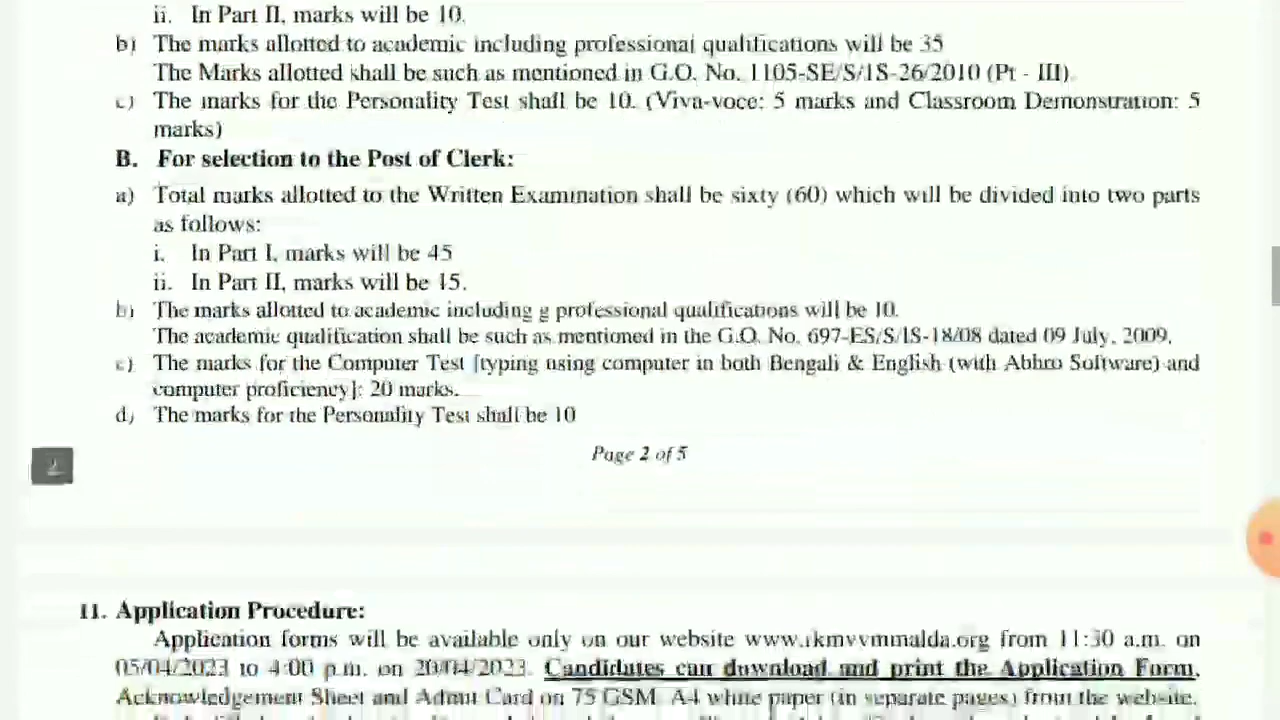 ii. In Part II, marks will be 10.
b) The marks allotted to academic including professional qualifications will be 35
The Marks allotted shall be such as mentioned in G.O. No. 1105-SE/S/1S-26/2010 (Pt - III).
c) The marks for the Personality Test shall be 10. (Viva-voce: 5 marks and Classroom Demonstration: 5
marks)
B. For selection to the Post of Clerk:
a) Total marks allotted to the Written Examination shall be sixty (60) which will be divided into two parts
as follows:
i. In Part I, marks will be 45
ii. In Part II, marks will be 15.
b) The marks allotted to academic including g professional qualifications will be 10.
The academic qualification shall be such as mentioned in the G.O. No. 697-ES/S/1S-18/08 dated 09 July, 2009.
c) The marks for the Computer Test [typing using computer in both Bengali & English (with Abhro Software) and
computer proficiency]: 20 marks.
d) The marks for the Personality Test shall be 10
Page 2 of 5
2
11. Application Procedure:
Application forms will be available only on our website www.rkmvvmmalda.org from 11:30 a.m. on
05/04/2023 to 4:00 p.m. on 20/04/2023. Candidates can download and print the Application Form,
Acknowledgement Sheet and Admit Card on 75 GSM A4 white paper (in separate pages) from the website.